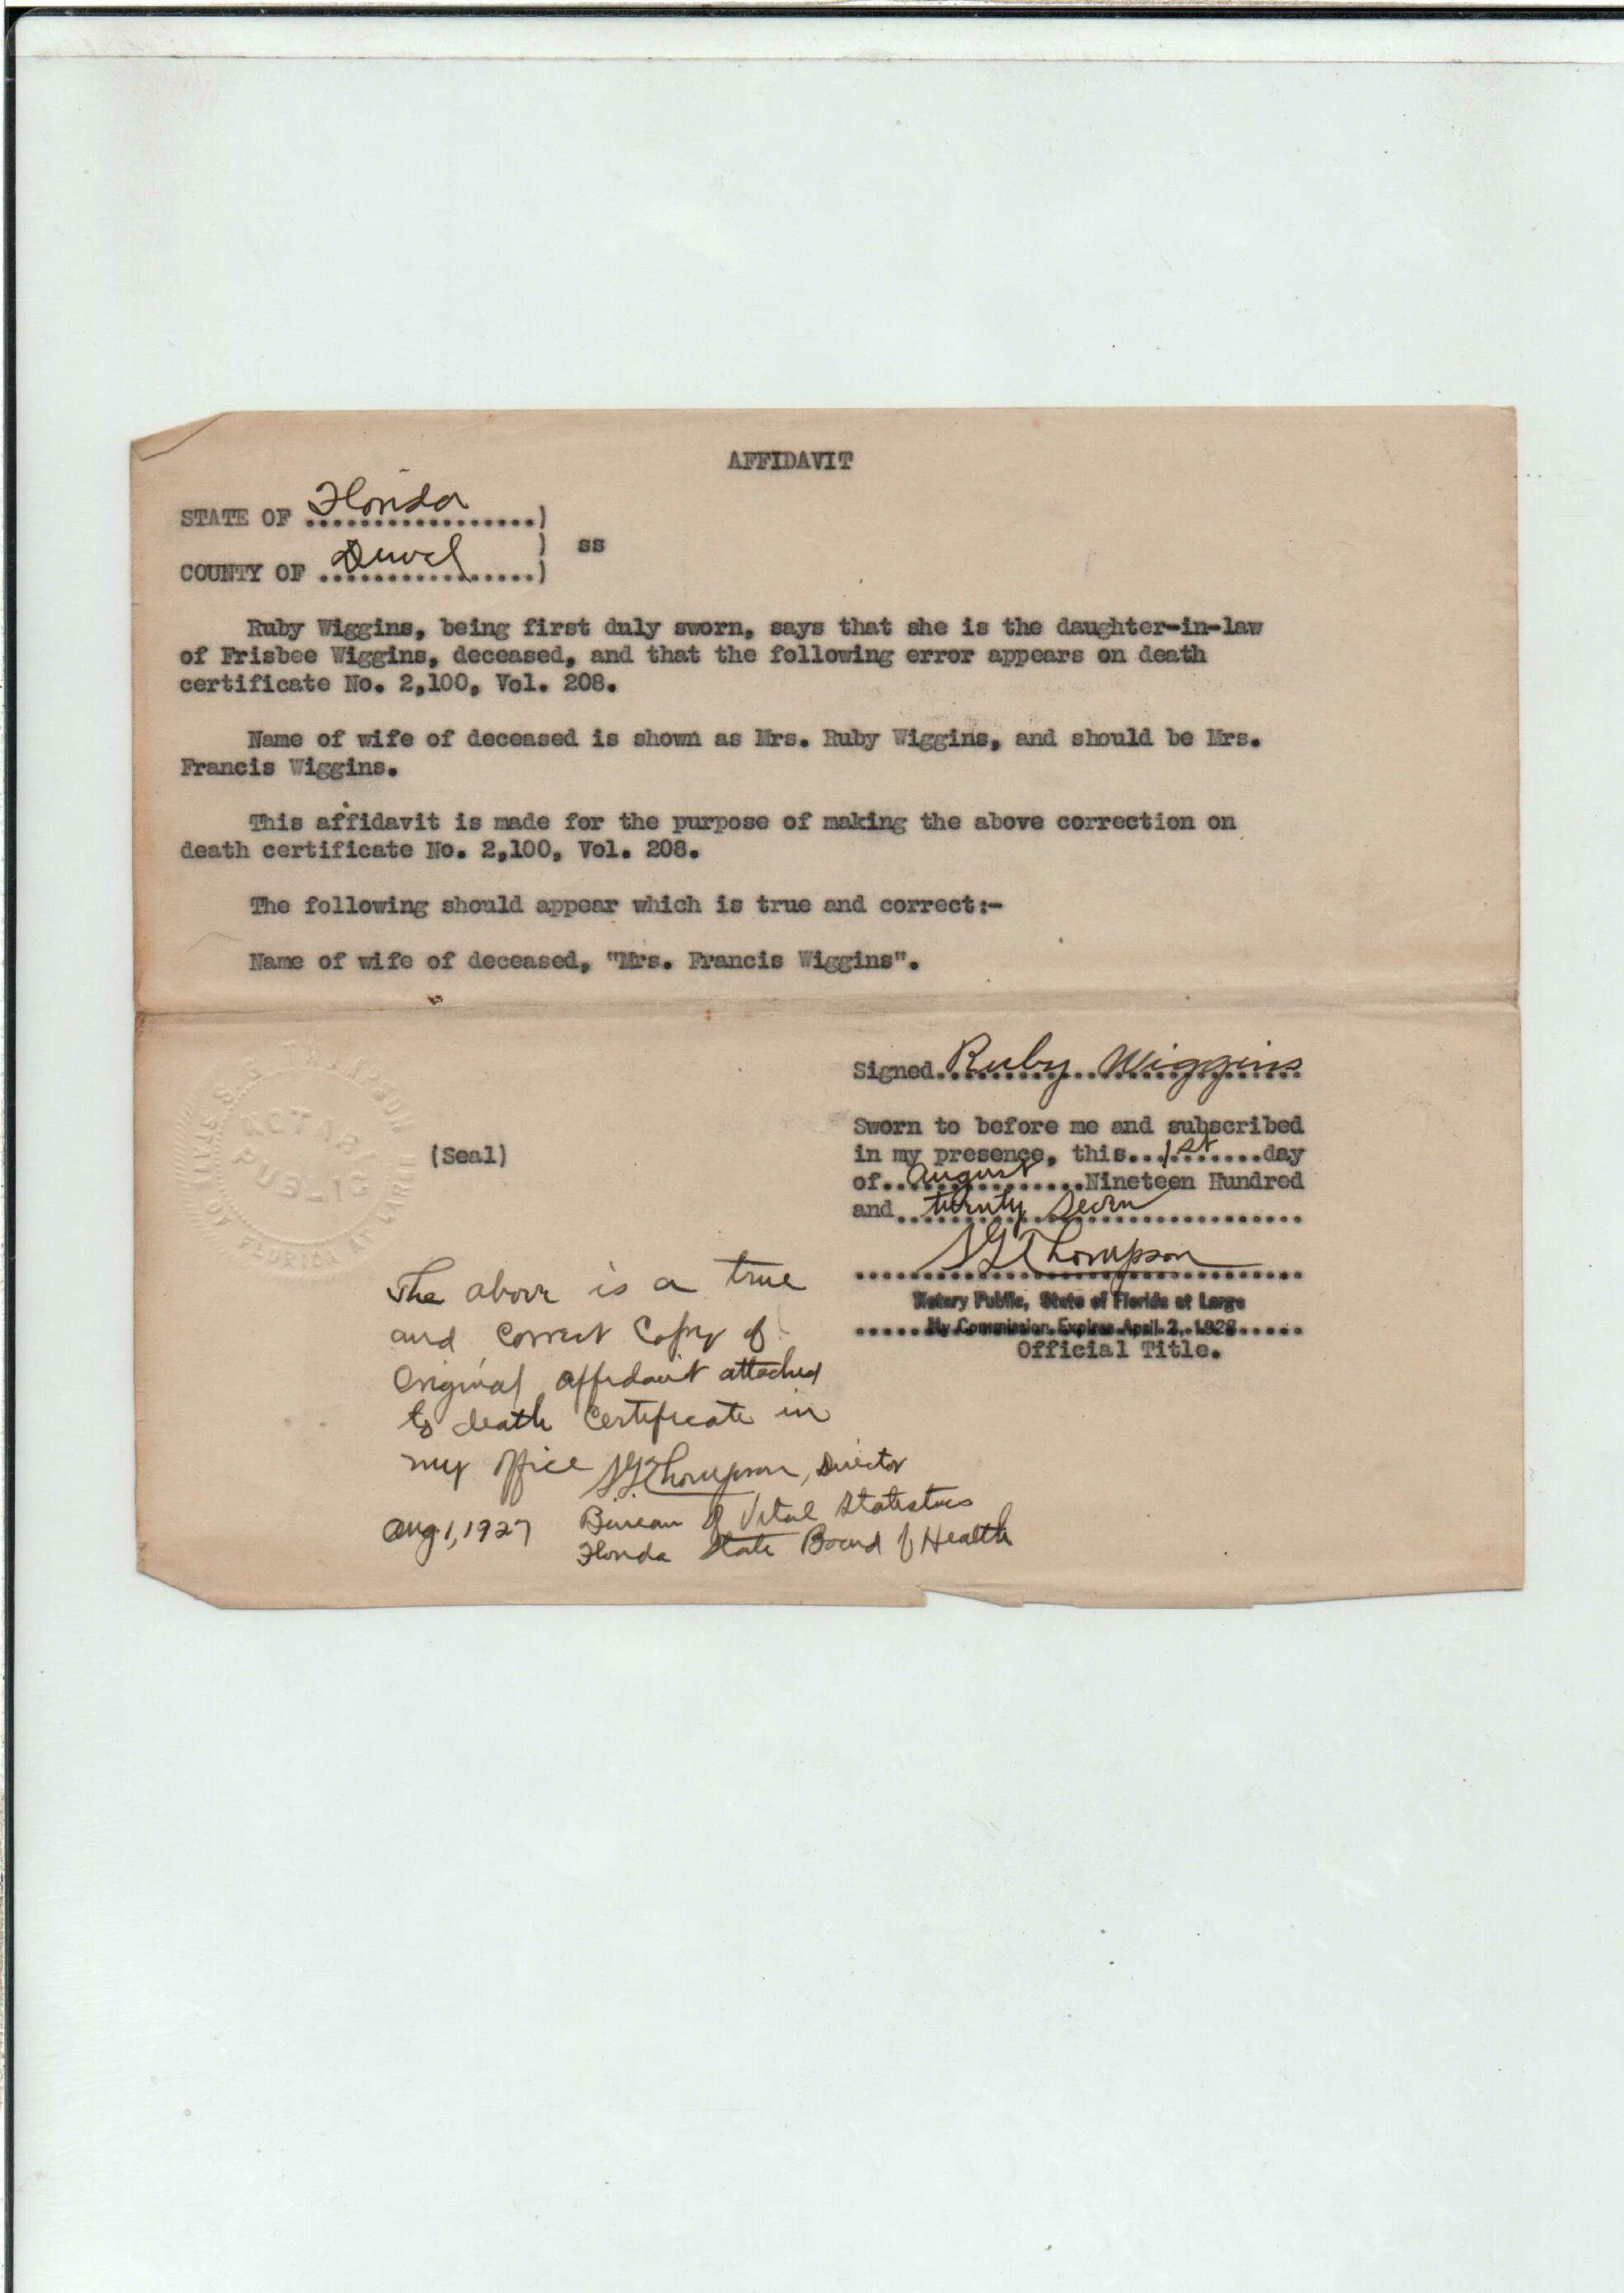 AFFIDAVIT
STATE OF Florida )
) ss
COUNTY OF Duval )
Ruby Wiggins, being first duly sworn, says that she is the daughter-in-law
of Frisbee Wiggins, deceased, and that the following error appears on death
certificate No. 2,100, Vol. 208.
Name of wife of deceased is shown as Mrs. Ruby Wiggins, and should be Mrs.
Francis Wiggins.
This affidavit is made for the purpose of making the above correction on
death certificate No. 2,100, Vol. 208.
The following should appear which is true and correct:-
Name of wife of deceased, "Mrs. Francis Wiggins".
Signed Ruby Wiggins
Sworn to before me and subscribed
in my presence, this 1st day
of August Nineteen Hundred
and twenty Seven
S G Thompson
Notary Public, State of Florida at Large
My Commission Expires April 2, 1928
Official Title.
(Seal)
S. G. THOMPSON
NOTARY
PUBLIC
STATE OF FLORIDA AT LARGE
The above is a true
and correct Copy of
Original affidavit attached
to death Certificate in
my office S G Thompson, Director
Aug. 1, 1927 Bureau of Vital Statistics
Florida State Board of Health